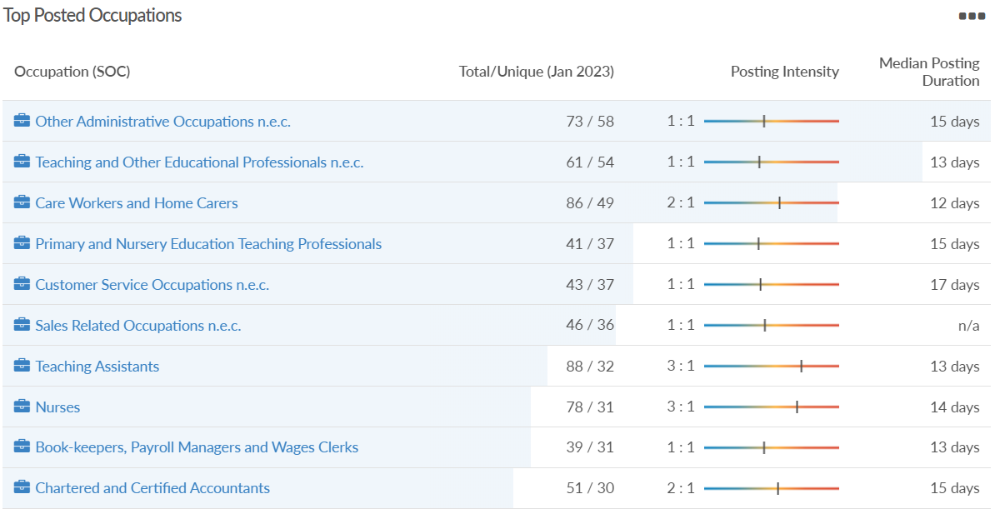 Top Posted Occupations
Occupation (SOC) Total/Unique (Jan 2023) Posting Intensity Median Posting Duration
Other Administrative Occupations n.e.c. 73 / 58 1 : 1 15 days
Teaching and Other Educational Professionals n.e.c. 61 / 54 1 : 1 13 days
Care Workers and Home Carers 86 / 49 2 : 1 12 days
Primary and Nursery Education Teaching Professionals 41 / 37 1 : 1 15 days
Customer Service Occupations n.e.c. 43 / 37 1 : 1 17 days
Sales Related Occupations n.e.c. 46 / 36 1 : 1 n/a
Teaching Assistants 88 / 32 3 : 1 13 days
Nurses 78 / 31 3 : 1 14 days
Book-keepers, Payroll Managers and Wages Clerks 39 / 31 1 : 1 13 days
Chartered and Certified Accountants 51 / 30 2 : 1 15 days